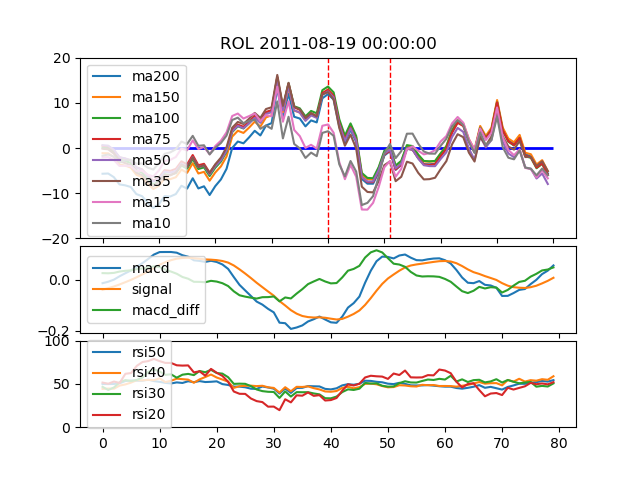 ROL 2011-08-19 00:00:00
20
10
0
−10
−20
ma200
ma150
ma100
ma75
ma50
ma35
ma15
ma10
0.0
−0.2
macd
signal
macd_diff
100
50
0
rsi50
rsi40
rsi30
rsi20
0 10 20 30 40 50 60 70 80